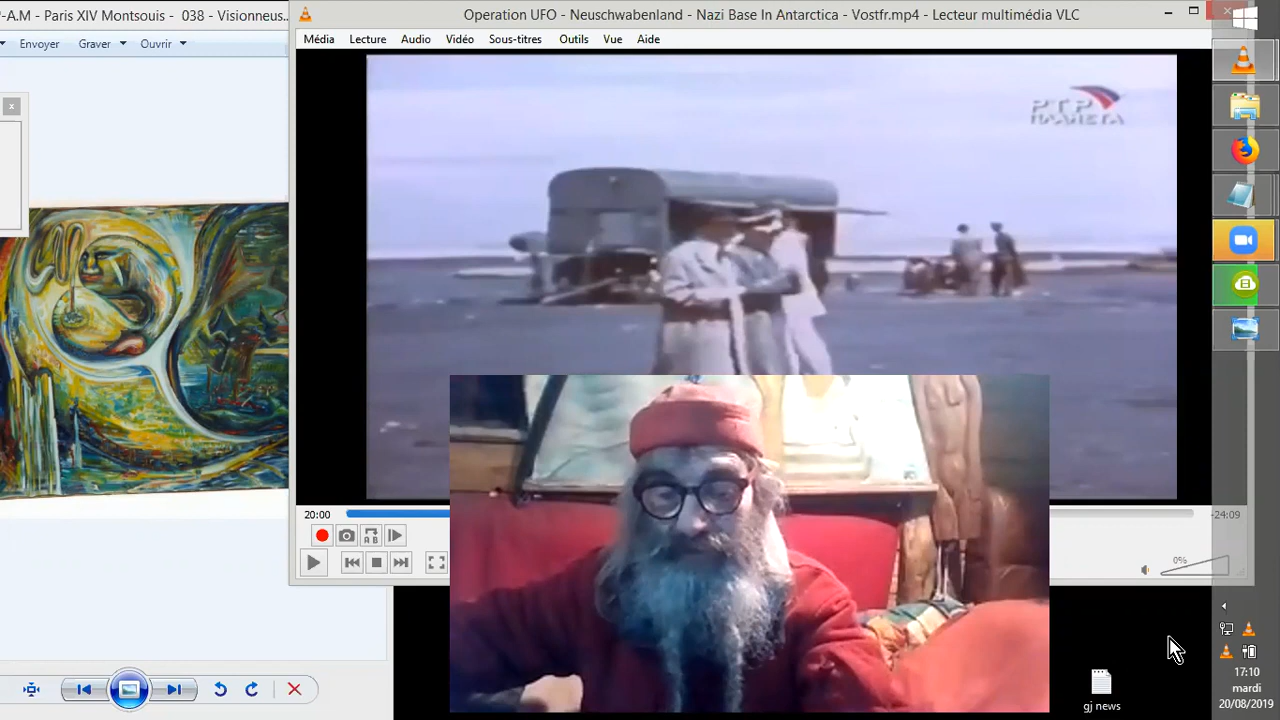 P-A.M - Paris XIV Montsouis - 038 - Visionneus...
Envoyer Graver Ouvrir
Operation UFO - Neuschwabenland - Nazi Base In Antarctica - Vostfr.mp4 - Lecteur multimédia VLC
Média Lecture Audio Vidéo Sous-titres Outils Vue Aide
РТР
ПЛАНЕТА
20:00
-24:09
0%
gj news
17:10
mardi
20/08/2019